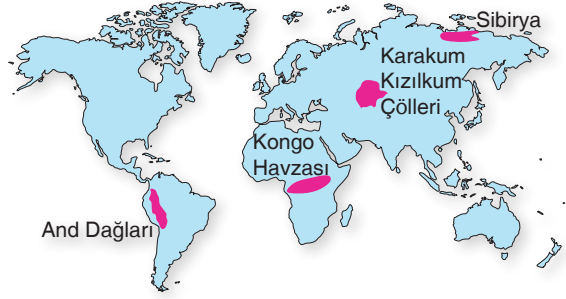 Sibirya
Karakum
Kızılkum
Çölleri
Kongo
Havzası
And Dağları